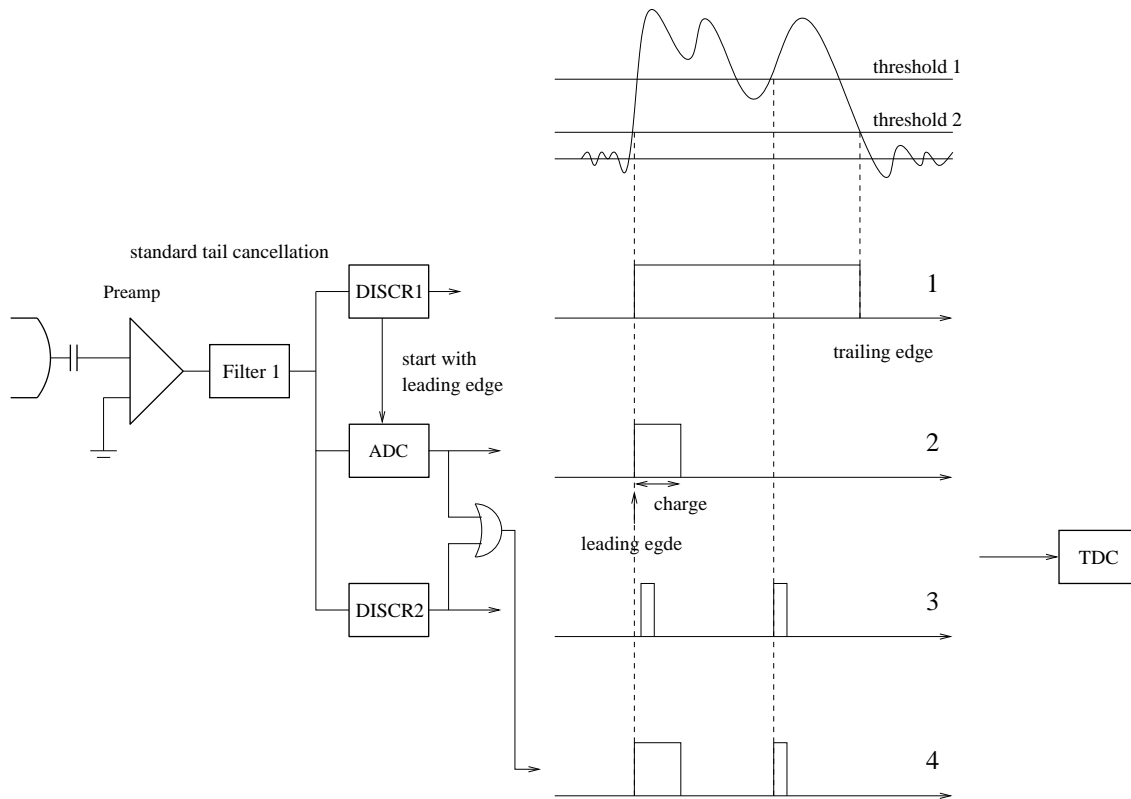 threshold 1
threshold 2
standard tail cancellation
Preamp
DISCR1
1
trailing edge
Filter 1
start with
leading edge
ADC
2
charge
leading egde
TDC
DISCR2
3
4